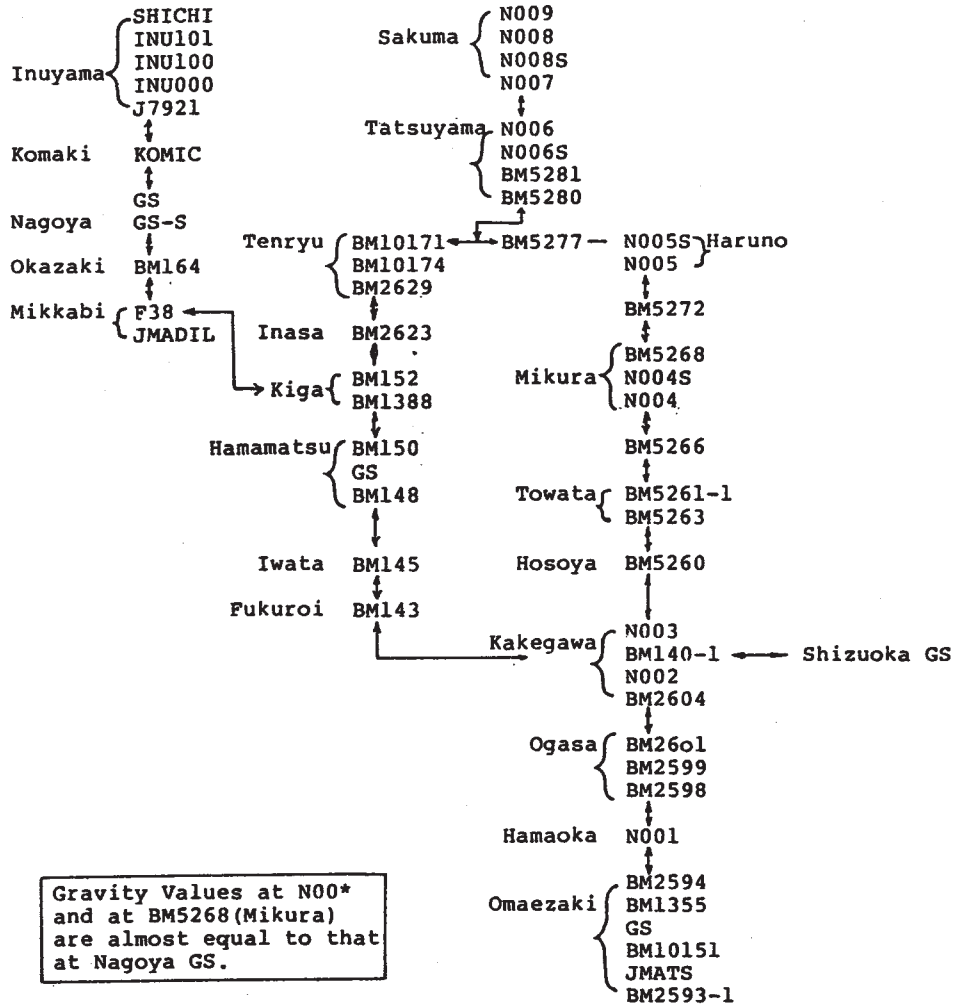 SHICHI
INU101
INU100
INU000
J7921
Inuyama
Komaki KOMIC
GS
Nagoya GS-S
Okazaki BM164
Mikkabi F38
JMADIL
Sakuma
N009
N008
N008S
N007
Tatsuyama N006
N006S
BM5281
BM5280
Tenryu BM10171
BM10174
BM2629
BM5277
N005S Haruno
N005
Inasa BM2623
Kiga BM152
BM1388
Hamamatsu BM150
GS
BM148
Iwata BM145
Fukuroi BM143
BM5272
Mikura BM5268
N004S
N004
BM5266
Towata BM5261-1
BM5263
Hosoya BM5260
Kakegawa N003
BM140-1 Shizuoka GS
N002
BM2604
Ogasa BM26o1
BM2599
BM2598
Hamaoka N001
Omaezaki BM2594
BM1355
GS
BM10151
JMATS
BM2593-1
Gravity Values at N00*
and at BM5268(Mikura)
are almost equal to that
at Nagoya GS.